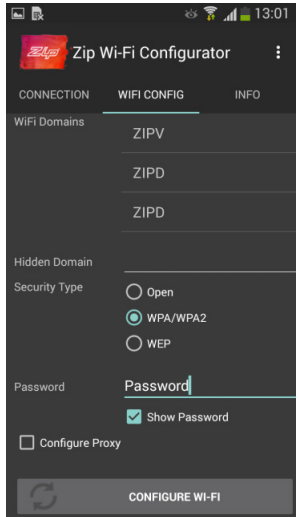 13:01
Zip Zip Wi-Fi Configurator
CONNECTION WIFI CONFIG INFO
WiFi Domains
ZIPV
ZIPD
ZIPD
Hidden Domain
Security Type
Open
WPA/WPA2
WEP
Password Password
Show Password
Configure Proxy
CONFIGURE WI-FI